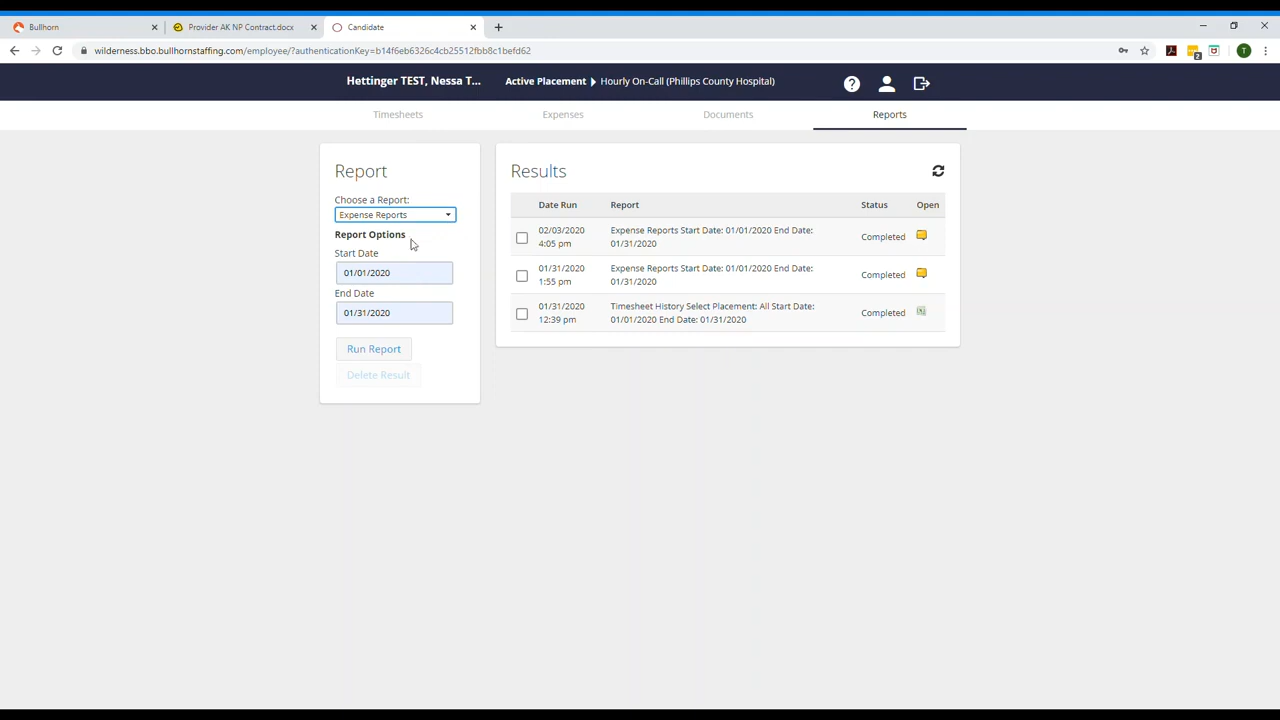 Bullhorn
Provider AK NP Contract.docx
Candidate
wilderness.bbo.bullhornstaffing.com/employee/?authenticationKey=b14f6eb6326c4cb25512fbb8c1befd62
2
T
Hettinger TEST, Nessa T...
Active Placement
Hourly On-Call (Phillips County Hospital)
Timesheets
Expenses
Documents
Reports
Report
Choose a Report:
Expense Reports
Report Options
Start Date
01/01/2020
End Date
01/31/2020
Run Report
Delete Result
Results
Date Run Report Status Open
02/03/2020 Expense Reports Start Date: 01/01/2020 End Date: Completed
4:05 pm 01/31/2020
01/31/2020 Expense Reports Start Date: 01/01/2020 End Date: Completed
1:55 pm 01/31/2020
01/31/2020 Timesheet History Select Placement: All Start Date: Completed
12:39 pm 01/01/2020 End Date: 01/31/2020